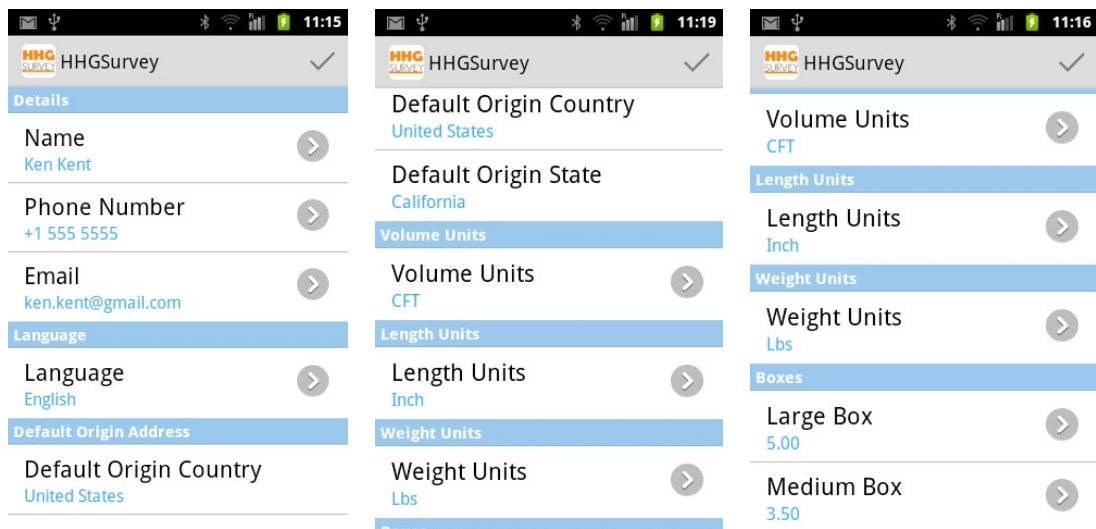 11:15
HHG
SURVEY
HHGSurvey
Details
Name
Ken Kent
Phone Number
+1 555 5555
Email
ken.kent@gmail.com
Language
Language
English
Default Origin Address
Default Origin Country
United States
R
11:19
HHG
SURVEY
HHGSurvey
Default Origin Country
United States
Default Origin State
California
Volume Units
Volume Units
CFT
Length Units
Length Units
Inch
Weight Units
Weight Units
Lbs
11:16
HHG
SURVEY
HHGSurvey
Volume Units
CFT
Length Units
Length Units
Inch
Weight Units
Weight Units
Lbs
Boxes
Large Box
5.00
Medium Box
3.50